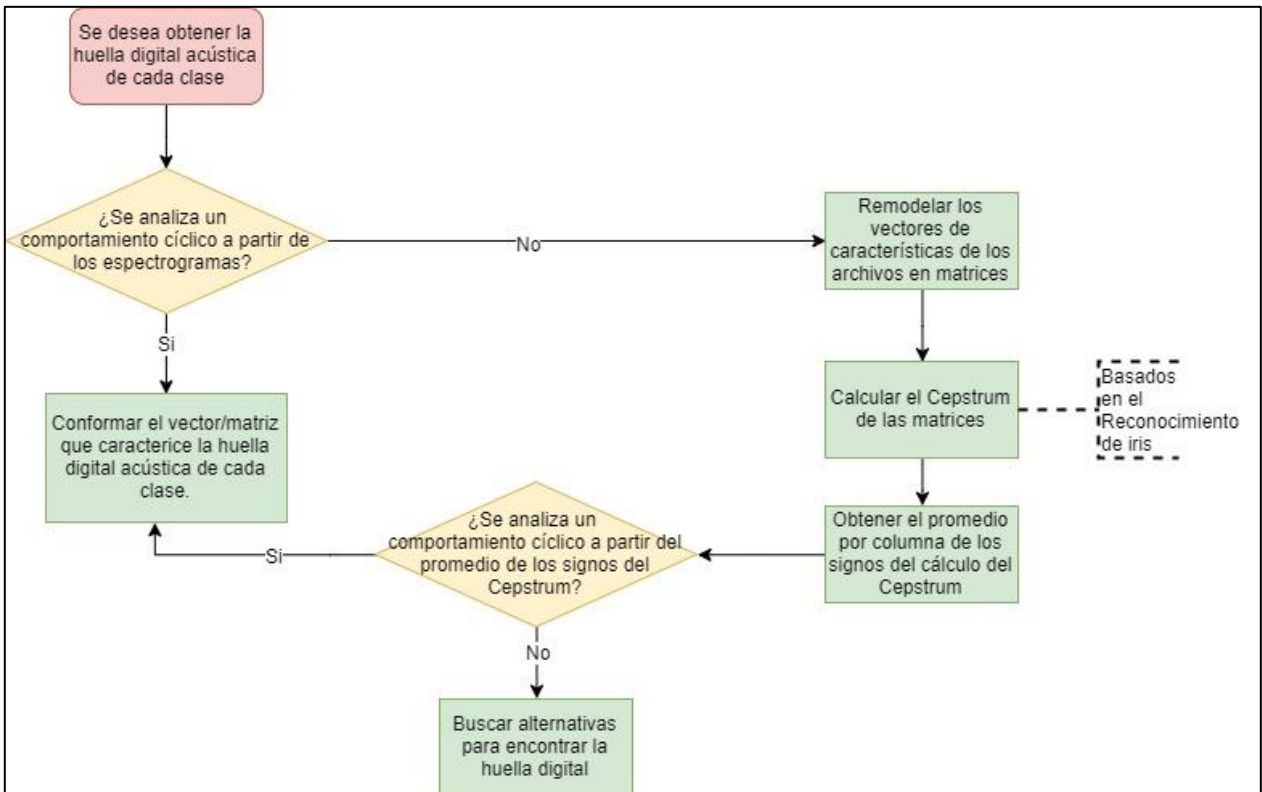 Se desea obtener la
huella digital acústica
de cada clase
¿Se analiza un
comportamiento cíclico a partir de
los espectrogramas?
No
Remodelar los
vectores de
características de los
archivos en matrices
Si
Calcular el Cepstrum
de las matrices
Basados
en el
Reconocimiento
de iris
Conformar el vector/matriz
que caracterice la huella
digital acústica de cada
clase.
Obtener el promedio
por columna de los
signos del cálculo del
Cepstrum
¿Se analiza un
comportamiento cíclico a partir del
promedio de los signos del
Cepstrum?
Si
No
Buscar alternativas
para encontrar la
huella digital